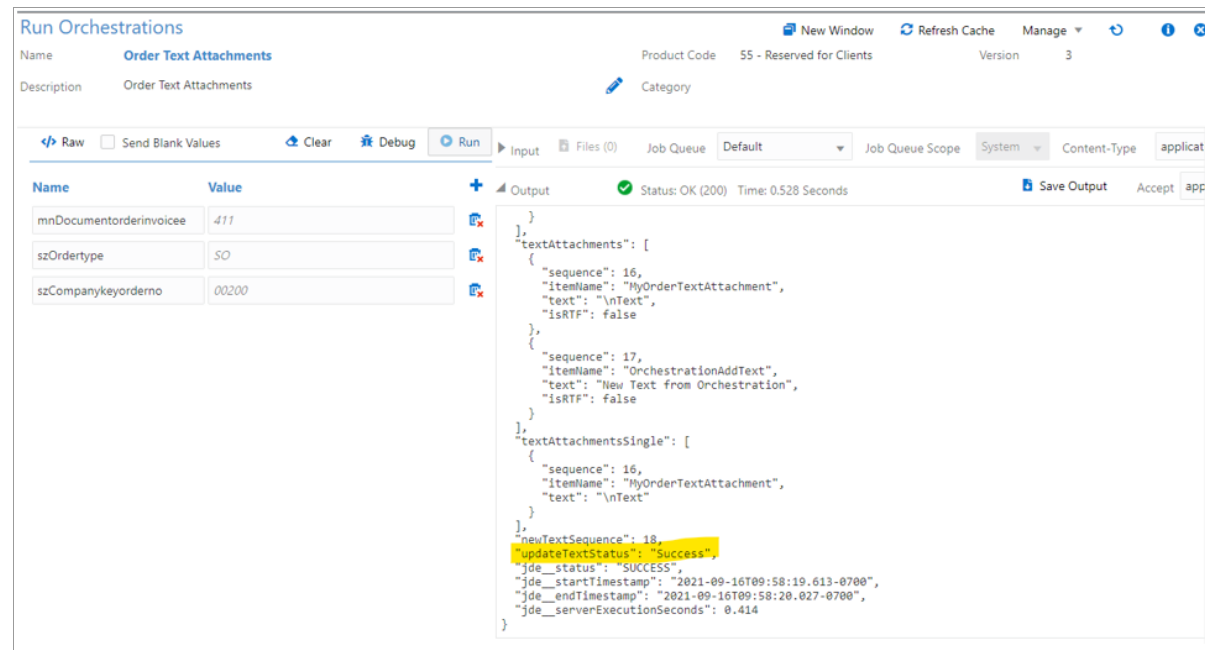 Run Orchestrations
New Window Refresh Cache Manage
Name Order Text Attachments Product Code 55 - Reserved for Clients Version 3
Description Order Text Attachments Category
</> Raw Send Blank Values Clear Debug Run
Input Files (0) Job Queue Default Job Queue Scope System Content-Type applicat
Name Value
Output Status: OK (200) Time: 0.528 Seconds Save Output Accept app
mnDocumentorderinvoicee 411
szOrdertype SO
szCompanykeyorderno 00200
}
],
"textAttachments": [
{
"sequence": 16,
"itemName": "MyOrderTextAttachment",
"text": "\nText",
"isRTF": false
},
{
"sequence": 17,
"itemName": "OrchestrationAddText",
"text": "New Text from Orchestration",
"isRTF": false
}
],
"textAttachmentsSingle": [
{
"sequence": 16,
"itemName": "MyOrderTextAttachment",
"text": "\nText"
}
],
"newTextSequence": 18,
"updateTextStatus": "Success",
"jde__status": "SUCCESS",
"jde__startTimestamp": "2021-09-16T09:58:19.613-0700",
"jde__endTimestamp": "2021-09-16T09:58:20.027-0700",
"jde__serverExecutionSeconds": 0.414
}